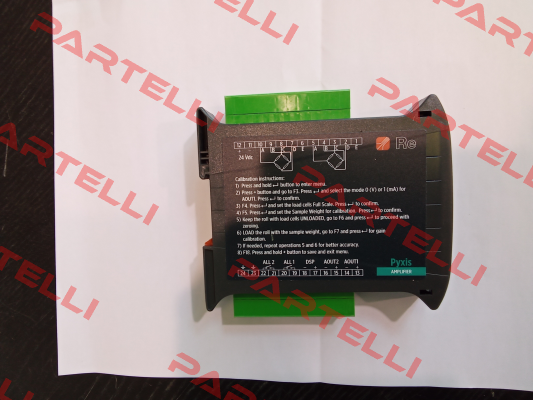 PARTELLI
12 11 10 9 8 7 6 5 4 3 2 1
+ - A B C D E A B C D E
24 Vdc
Re
Calibration instructions:
1) Press and hold ↵ button to enter menu.
2) Press + button and go to F3. Press ↵ and select the mode 0 (V) or 1 (mA) for
AOUT1. Press ↵ to confirm.
3) F4. Press ↵ and set the load cells Full Scale. Press ↵ to confirm.
4) F5. Press ↵ and set the Sample Weight for calibration. Press ↵ to confirm.
5) Keep the roll with load cells UNLOADED, go to F6 and press ↵ to proceed with
zeroing.
6) LOAD the roll with the sample weight, go to F7 and press ↵ for gain
calibration.
7) If needed, repeat operations 5 and 6 for better accuracy.
8) F18. Press and hold + button to save and exit menu.
ALL 2 ALL 1 DSP AOUT2 AOUT1
24 23 22 21 20 19 18 17 16 15 14 13
Pyxis
AMPLIFIER
PARTELLI
PARTELLI
PARTELLI